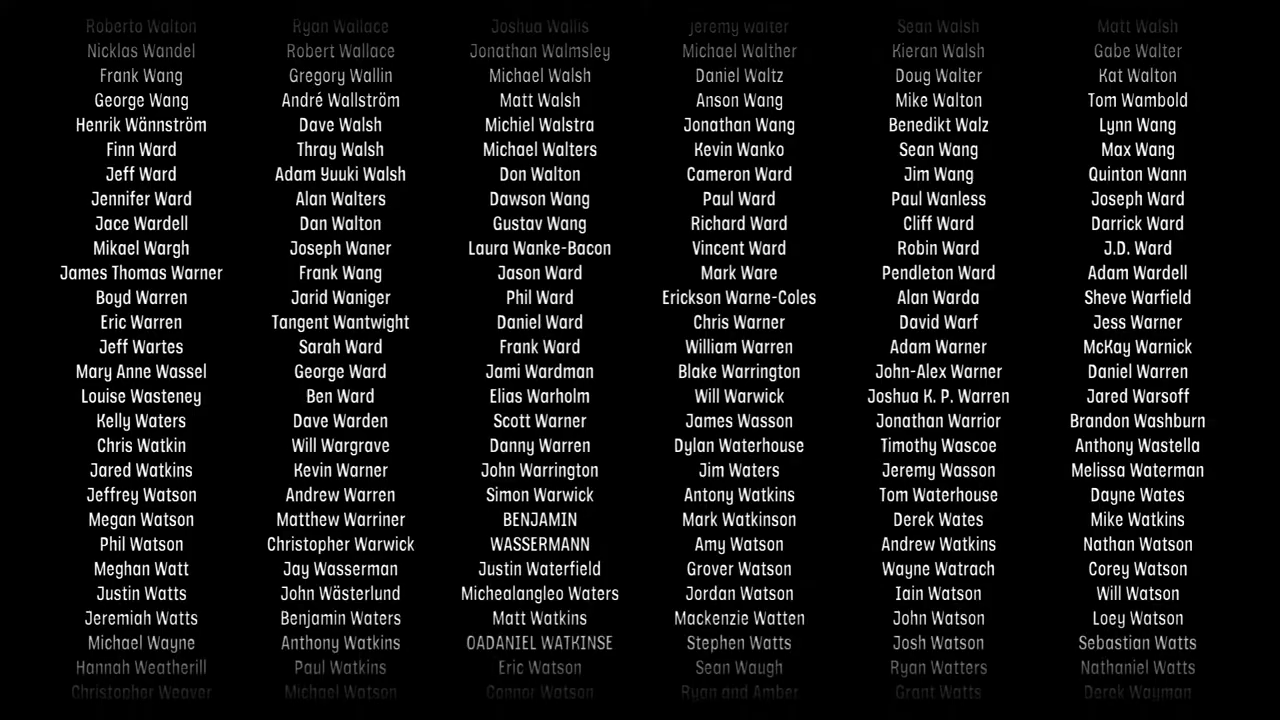 Roberto Walton Ryan Wallace Joshua Wallis Jeremy Walter Sean Walsh Matt Walsh
Nicklas Wandel Robert Wallace Jonathan Walmsley Michael Walther Kieran Walsh Gabe Walter
Frank Wang Gregory Wallin Michael Walsh Daniel Waltz Doug Walter Kat Walton
George Wang André Wallström Matt Walsh Anson Wang Mike Walton Tom Wambold
Henrik Wännström Dave Walsh Michiel Walstra Jonathan Wang Benedikt Walz Lynn Wang
Finn Ward Thray Walsh Michael Walters Kevin Wanko Sean Wang Max Wang
Jeff Ward Adam Yuuki Walsh Don Walton Cameron Ward Jim Wang Quinton Wann
Jennifer Ward Alan Walters Dawson Wang Paul Ward Paul Wanless Joseph Ward
Jace Wardell Dan Walton Gustav Wang Richard Ward Cliff Ward Darrick Ward
Mikael Wargh Joseph Waner Laura Wanke-Bacon Vincent Ward Robin Ward J.D. Ward
James Thomas Warner Frank Wang Jason Ward Mark Ware Pendleton Ward Adam Wardell
Boyd Warren Jarid Waniger Phil Ward Erickson Warne-Coles Alan Warda Sheve Warfield
Eric Warren Tangent Wantwight Daniel Ward Chris Warner David Warf Jess Warner
Jeff Wartes Sarah Ward Frank Ward William Warren Adam Warner McKay Warnick
Mary Anne Wassel George Ward Jami Wardman Blake Warrington John-Alex Warner Daniel Warren
Louise Wasteney Ben Ward Elias Warholm Will Warwick Joshua K. P. Warren Jared Warsoff
Kelly Waters Dave Warden Scott Warner James Wasson Jonathan Warrior Brandon Washburn
Chris Watkin Will Wargrave Danny Warren Dylan Waterhouse Timothy Wascoe Anthony Wastella
Jared Watkins Kevin Warner John Warrington Jim Waters Jeremy Wasson Melissa Waterman
Jeffrey Watson Andrew Warren Simon Warwick Antony Watkins Tom Waterhouse Dayne Wates
Megan Watson Matthew Warriner BENJAMIN Mark Watkinson Derek Wates Mike Watkins
Phil Watson Christopher Warwick WASSERMANN Amy Watson Andrew Watkins Nathan Watson
Meghan Watt Jay Wasserman Justin Waterfield Grover Watson Wayne Watrach Corey Watson
Justin Watts John Wästerlund Michealangleo Waters Jordan Watson Iain Watson Will Watson
Jeremiah Watts Benjamin Waters Matt Watkins Mackenzie Watten John Watson Loey Watson
Michael Wayne Anthony Watkins OADANIEL WATKINSE Stephen Watts Josh Watson Sebastian Watts
Hannah Weatherill Paul Watkins Eric Watson Sean Waugh Ryan Watters Nathaniel Watts
Christopher Weaver Michael Watson Connor Watson Ryan and Amber Grant Watts Derek Wayman